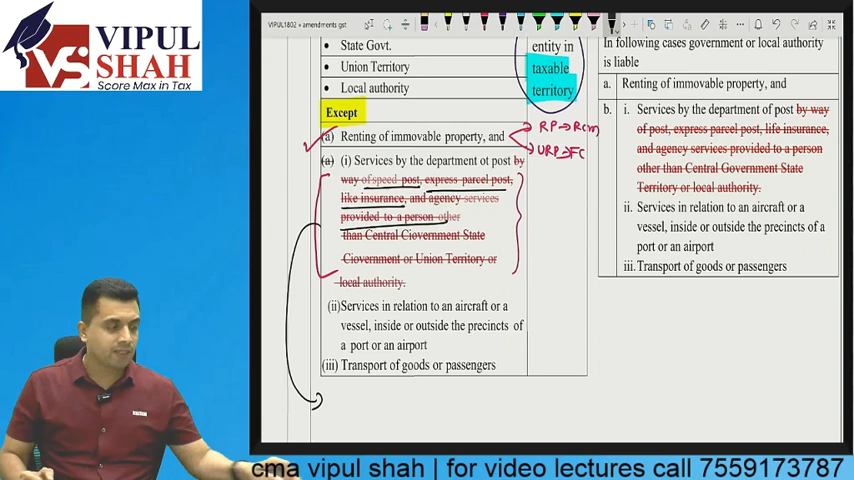 VIPUL
SHAH
Score Max in Tax
VS
VIPUL1802 + amendments gst
State Govt.
Union Territory
Local authority
Except
(a) Renting of immovable property, and
(a) (i) Services by the department ot post by
way of speed post, express parcel post,
like insurance, and agency services
provided to a person other
than Central Ciovernment State
Ciovernment or Union Territory or
local authority.
(ii)Services in relation to an aircraft or a
vessel, inside or outside the precincts of
a port or an airport
(iii) Transport of goods or passengers
entity in
taxable
territory
RP → RCM
URP → FC
In following cases government or local authority
is liable
a. Renting of immovable property, and
b. i. Services by the department of post by way
of post, express parcel post, life insurance,
and agency services provided to a person
other than Central Government State
Territory or local authority.
ii. Services in relation to an aircraft or a
vessel, inside or outside the precincts of a
port or an airport
iii. Transport of goods or passengers
cma vipul shah | for video lectures call 7559173787